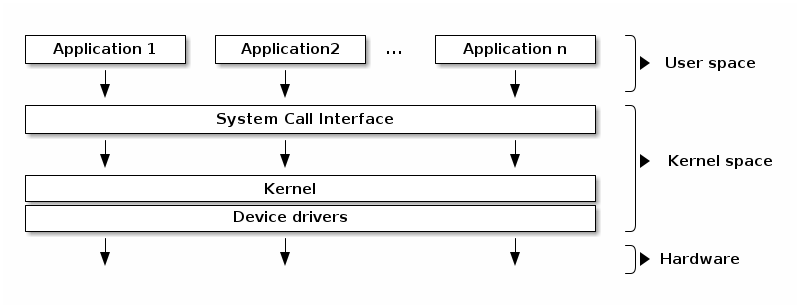 Application 1
Application2
...
Application n
User space
System Call Interface
Kernel space
Kernel
Device drivers
Hardware